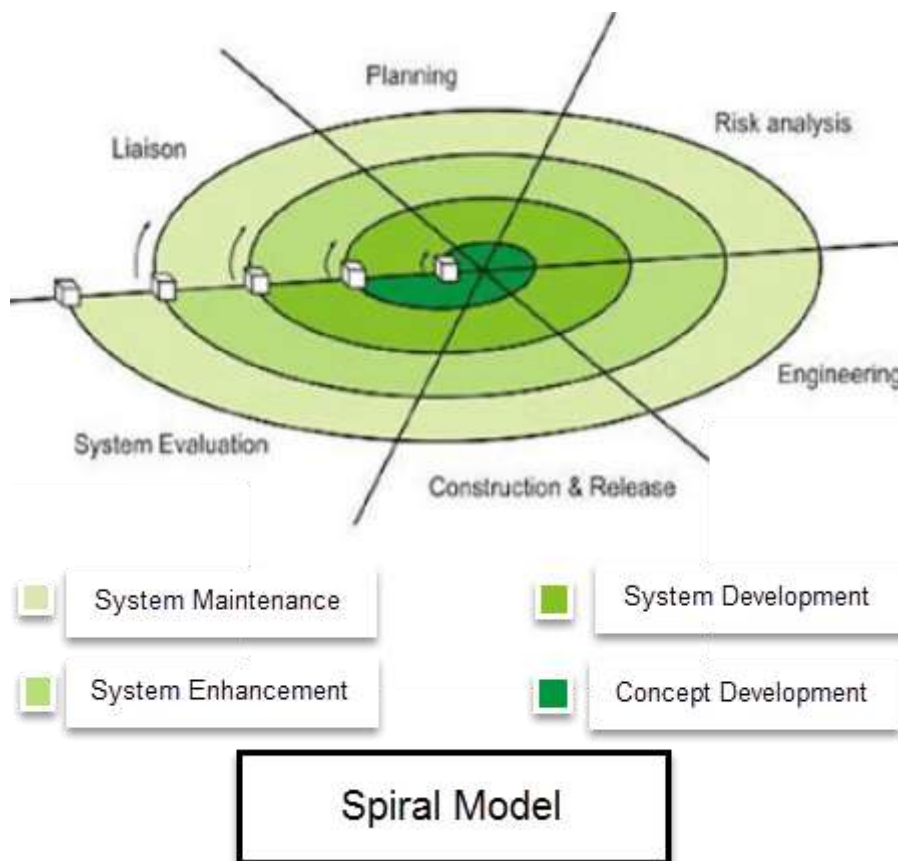 Planning
Risk analysis
Liaison
Engineering
System Evaluation
Construction & Release
System Maintenance
System Development
System Enhancement
Concept Development
Spiral Model